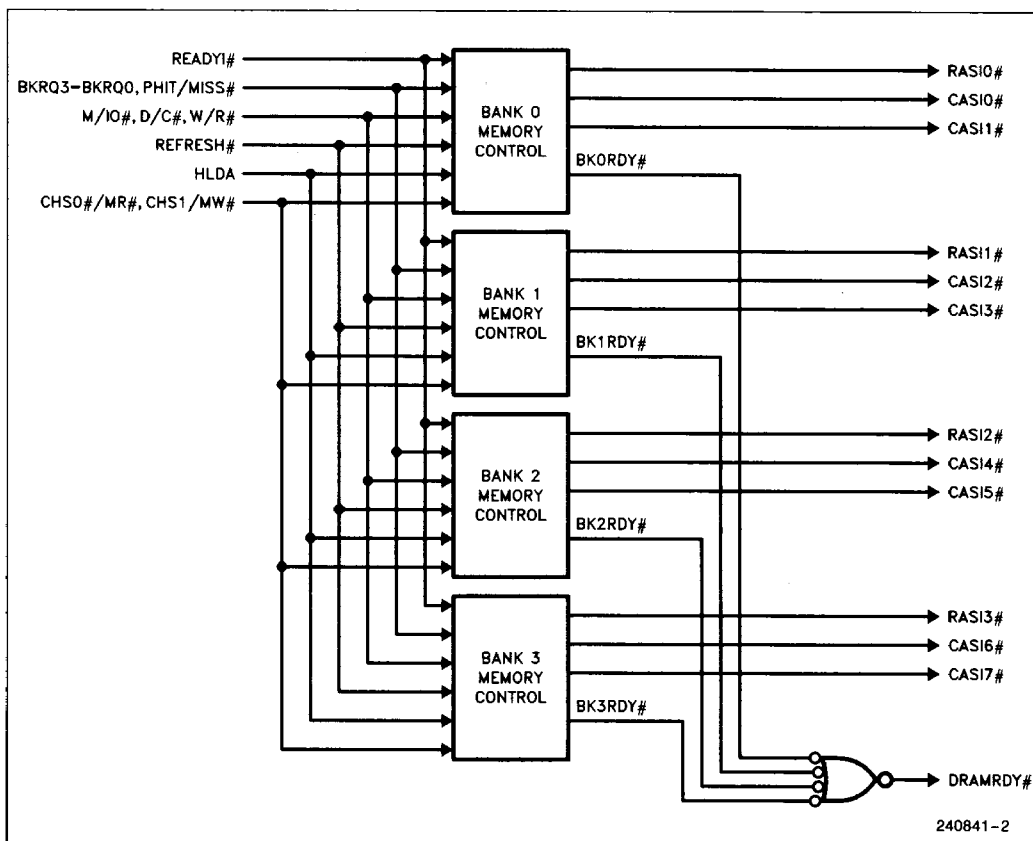 READYI#
BKRQ3-BKRQ0, PHIT/MISS#
M/IO#, D/C#, W/R#
REFRESH#
HLDA
CHS0#/MR#, CHS1/MW#
BANK 0
MEMORY
CONTROL
RASI0#
CASI0#
CASI1#
BK0RDY#
BANK 1
MEMORY
CONTROL
RASI1#
CASI2#
CASI3#
BK1RDY#
BANK 2
MEMORY
CONTROL
RASI2#
CASI4#
CASI5#
BK2RDY#
BANK 3
MEMORY
CONTROL
RASI3#
CASI6#
CASI7#
BK3RDY#
DRAMRDY#
240841-2